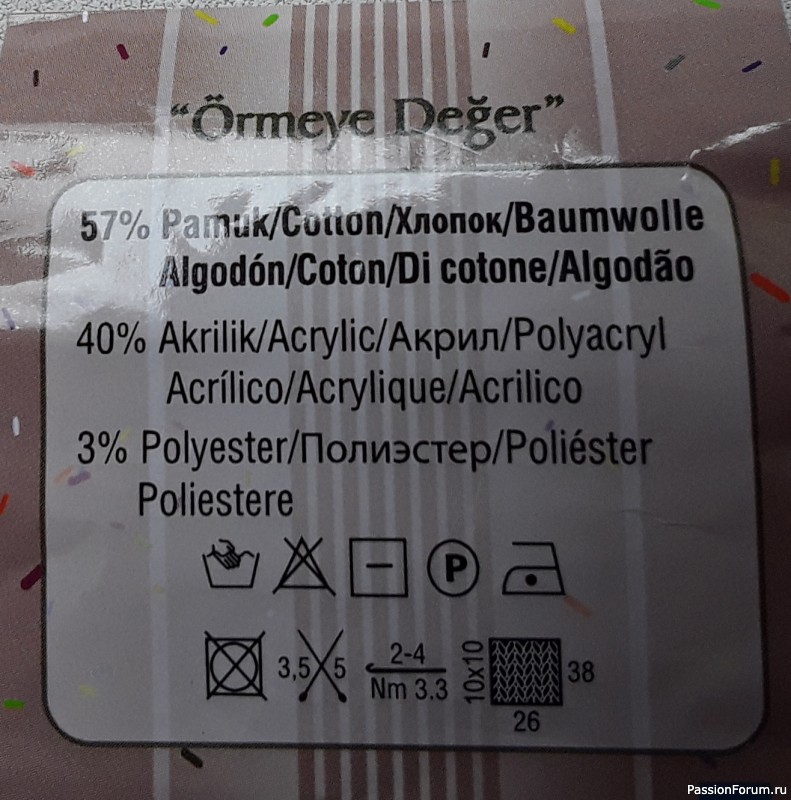 “Örmeye Değer”
57% Pamuk/Cotton/Хлопок/Baumwolle
Algodón/Coton/Di cotone/Algodão
40% Akrilik/Acrylic/Акрил/Polyacryl
Acrílico/Acrylique/Acrilico
3% Polyester/Полиэстер/Poliéster
Poliestere
P
3,5 5 2-4 10x10 38
Nm 3.3
26
PassionForum.ru